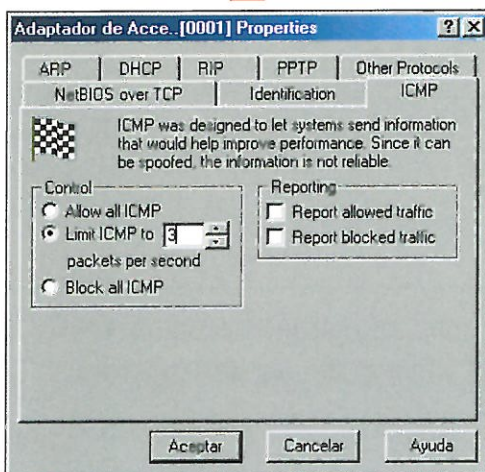 Adaptador de Acce..[0001] Properties
ARP
DHCP
RIP
PPTP
Other Protocols
NetBIOS over TCP
Identification
ICMP
ICMP was designed to let systems send information
that would help improve performance. Since it can
be spoofed, the information is not reliable.
Control
Allow all ICMP
Limit ICMP to 3
packets per second
Block all ICMP
Reporting
Report allowed traffic
Report blocked traffic
Aceptar
Cancelar
Ayuda